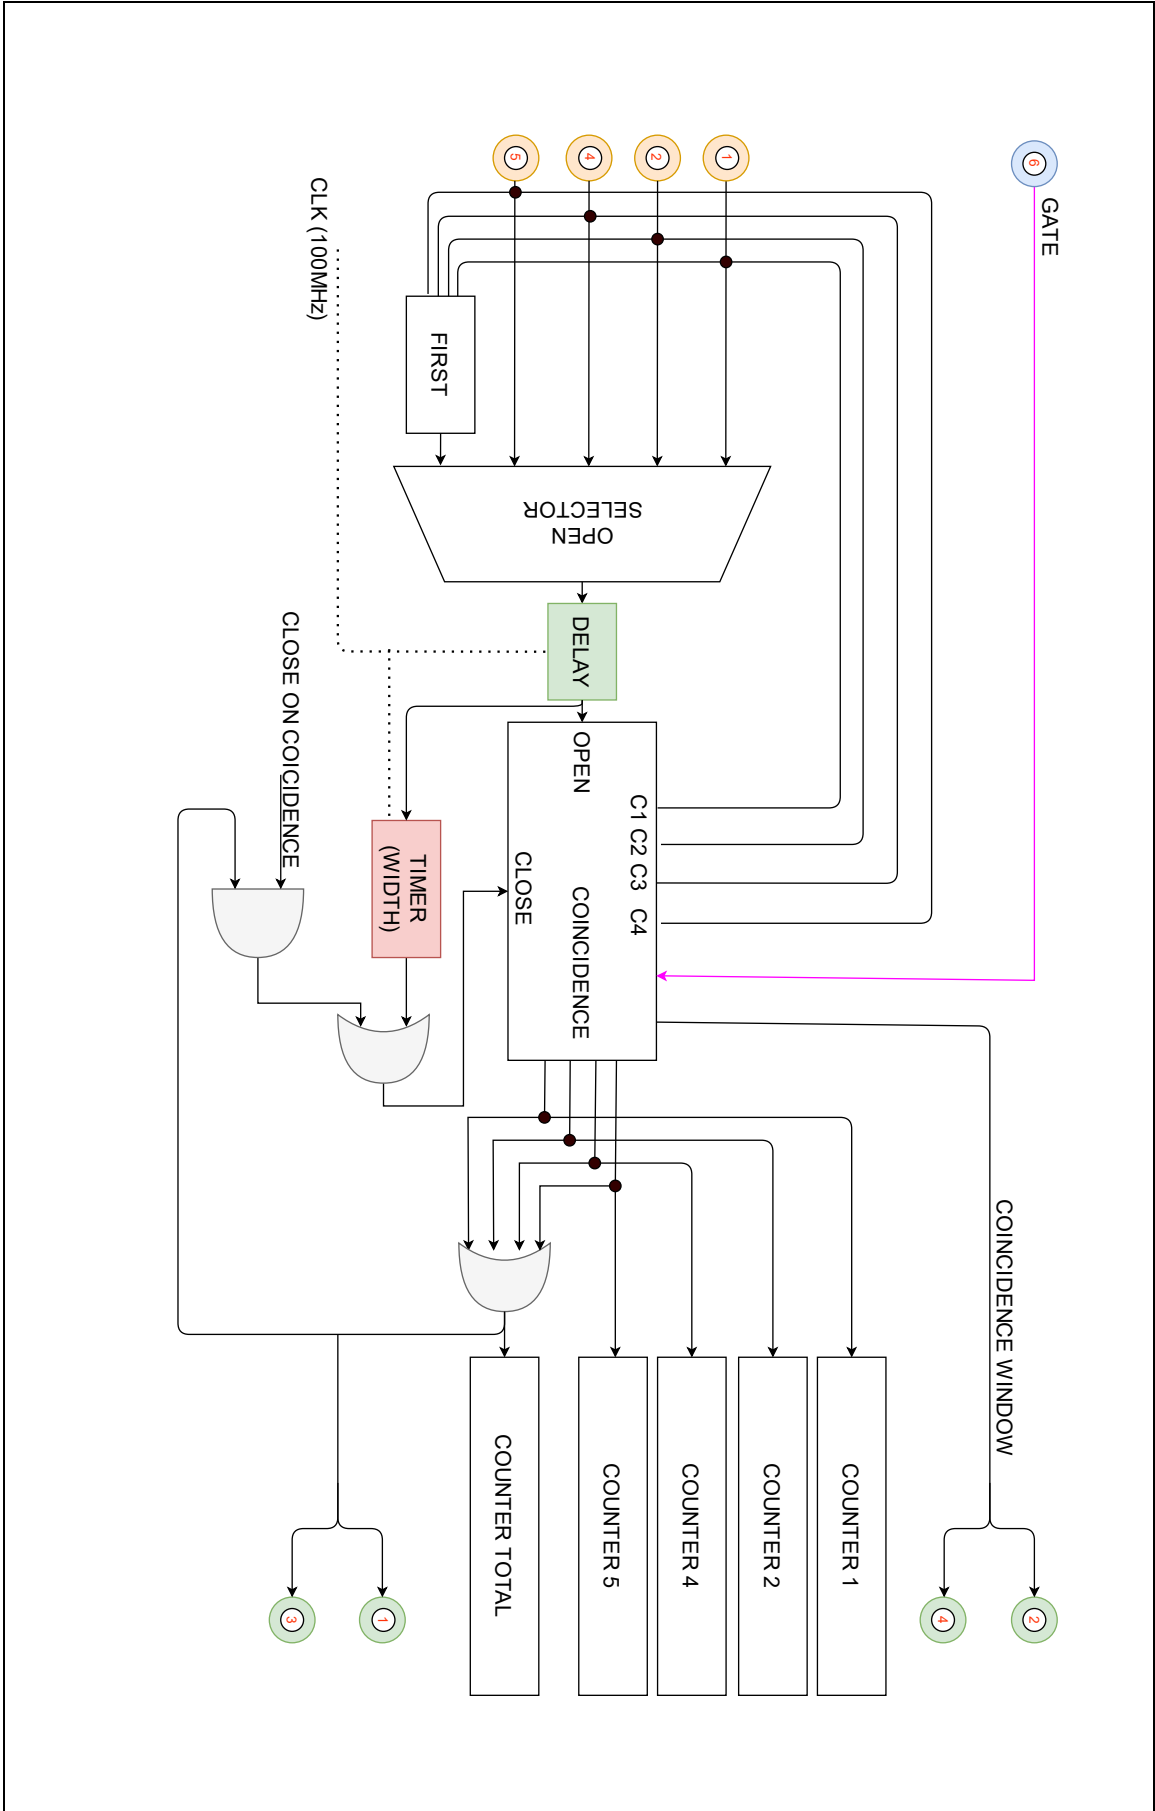 6
GATE
1
2
4
5
CLK (100MHz)
FIRST
OPEN
SELECTOR
DELAY
OPEN
C1 C2 C3 C4
COINCIDENCE
CLOSE
TIMER
(WIDTH)
CLOSE ON COICIDENCE
COINCIDENCE WINDOW
COUNTER 1
COUNTER 2
COUNTER 4
COUNTER 5
COUNTER TOTAL
2
4
1
3